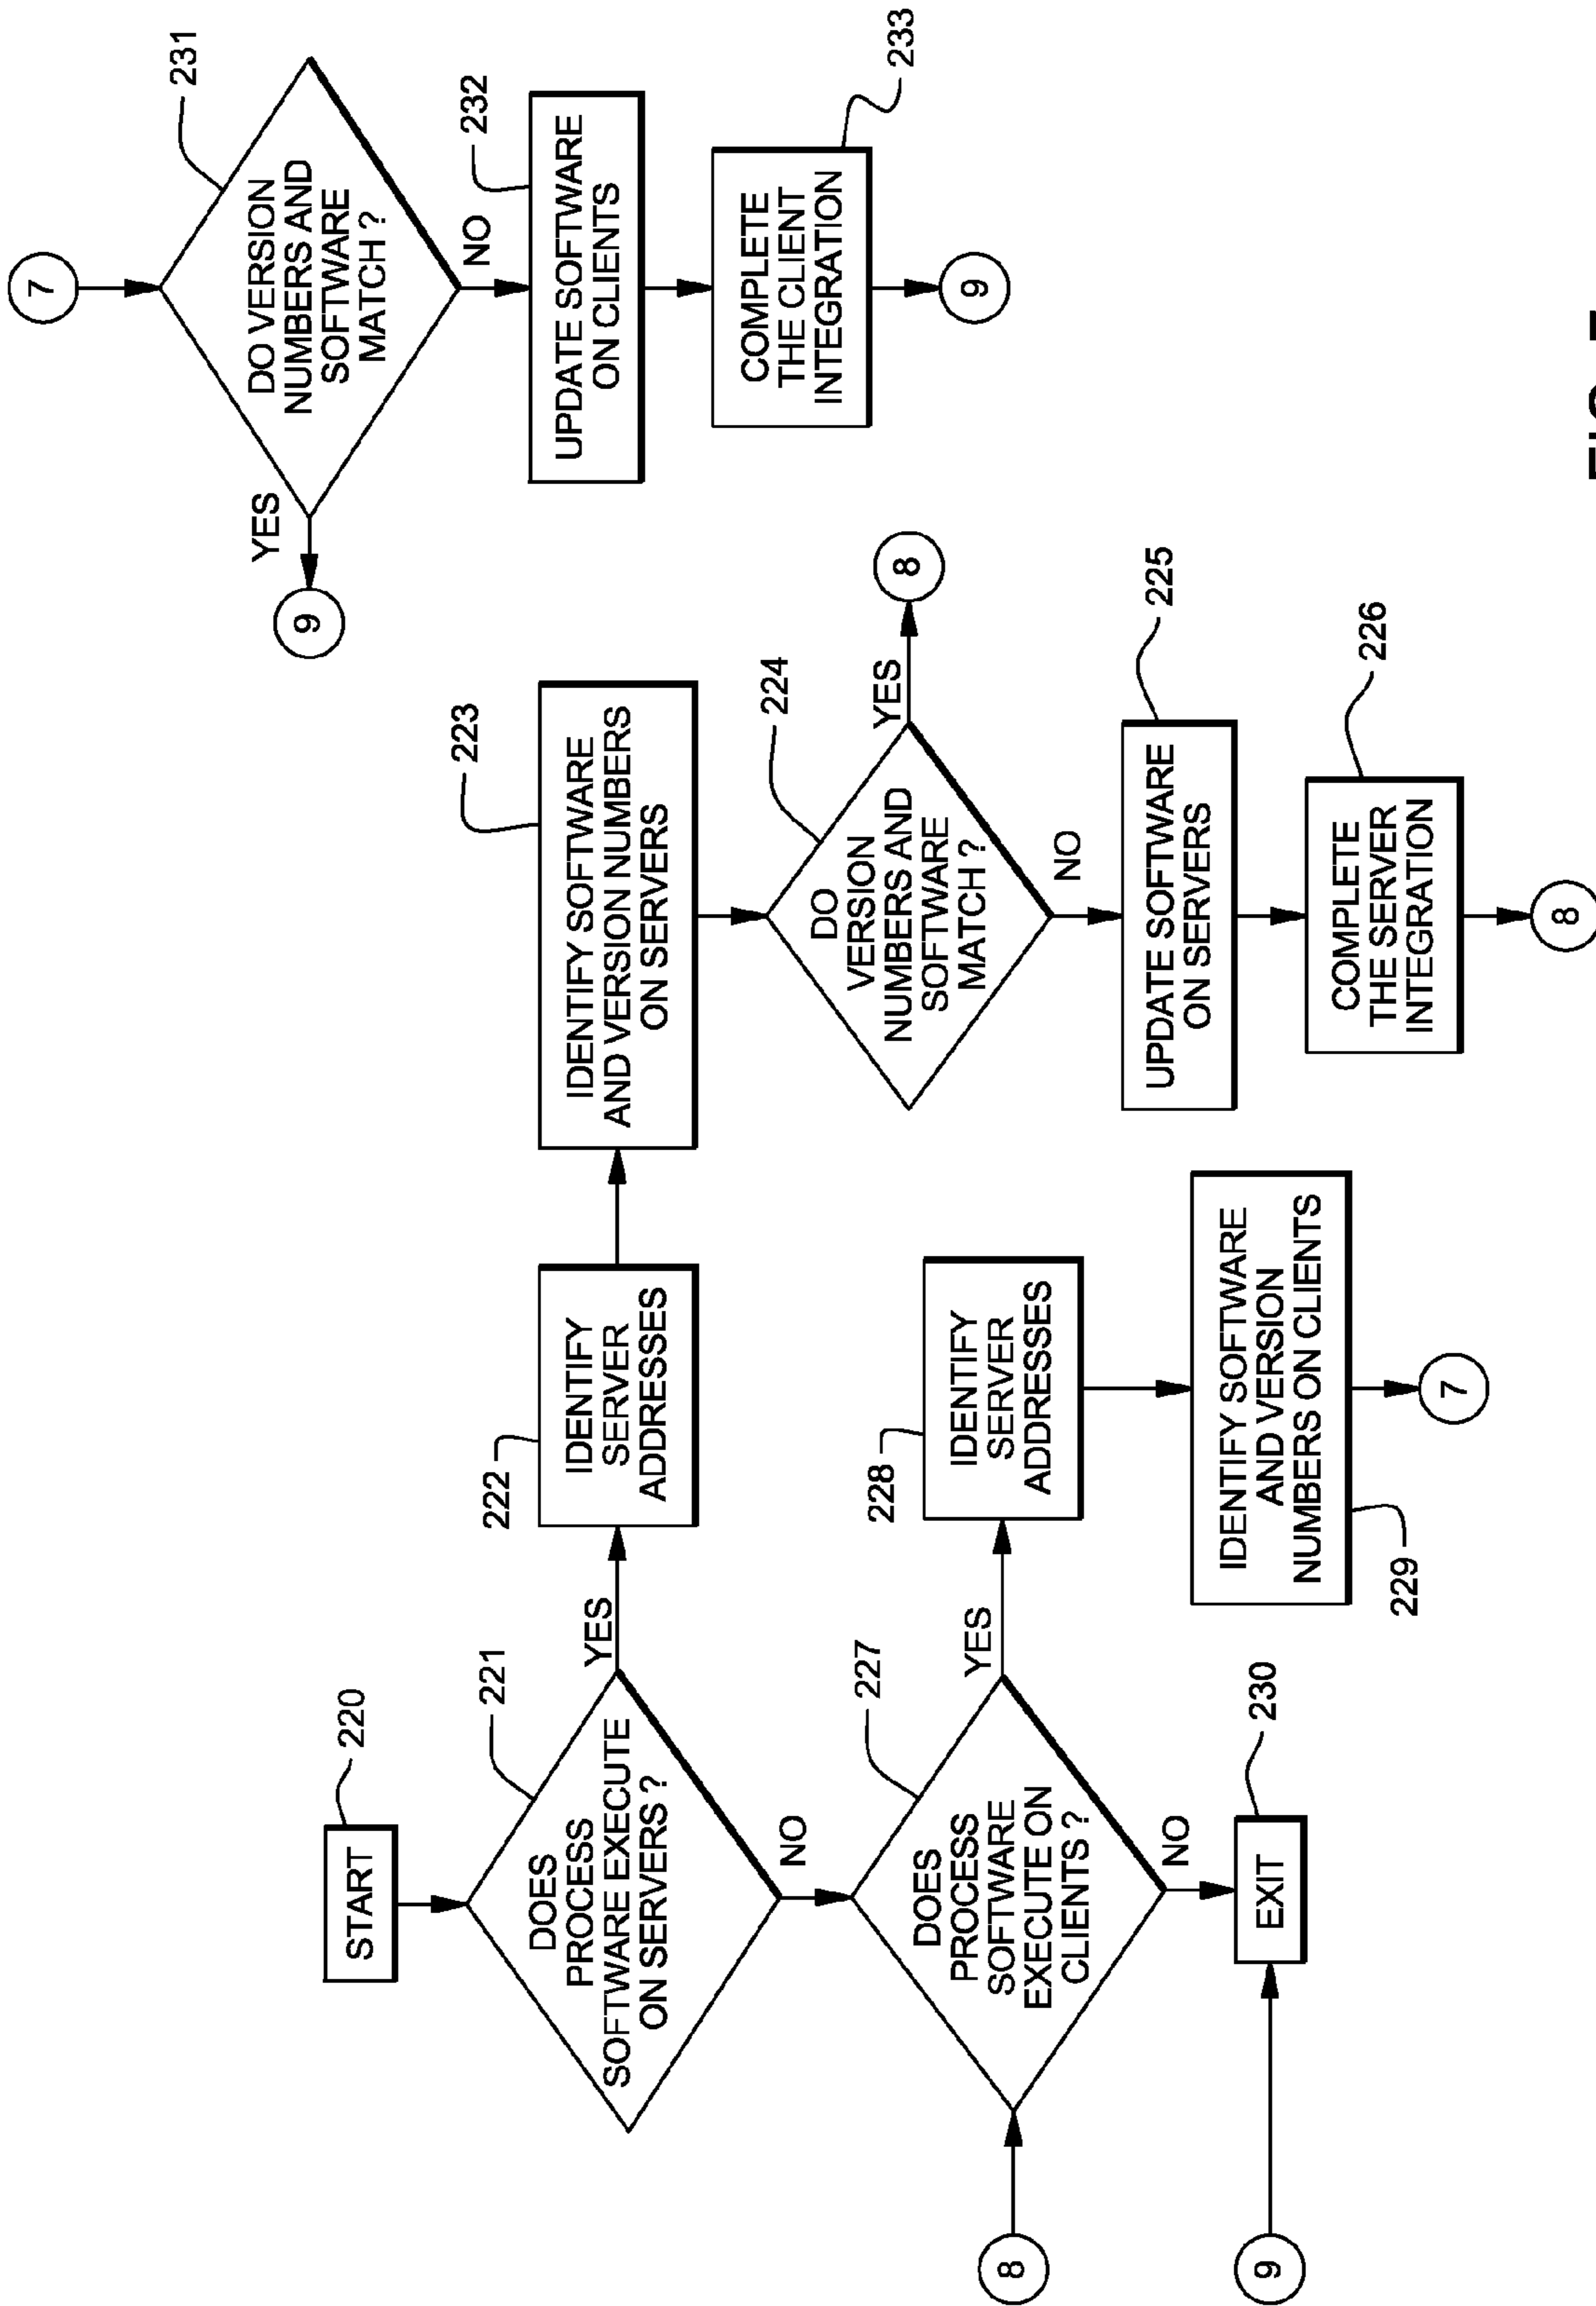 START
220
DOES
PROCESS
SOFTWARE EXECUTE
ON SERVERS ?
221
YES
NO
IDENTIFY
SERVER
ADDRESSES
222
IDENTIFY SOFTWARE
AND VERSION NUMBERS
ON SERVERS
223
DO
VERSION
NUMBERS AND
SOFTWARE
MATCH ?
224
YES
8
NO
UPDATE SOFTWARE
ON SERVERS
225
COMPLETE
THE SERVER
INTEGRATION
226
8
8
DOES
PROCESS
SOFTWARE
EXECUTE ON
CLIENTS ?
227
YES
NO
IDENTIFY
SERVER
ADDRESSES
228
IDENTIFY SOFTWARE
AND VERSION
NUMBERS ON CLIENTS
229
7
9
EXIT
230
7
DO VERSION
NUMBERS AND
SOFTWARE
MATCH ?
231
YES
9
NO
UPDATE SOFTWARE
ON CLIENTS
232
COMPLETE
THE CLIENT
INTEGRATION
233
9